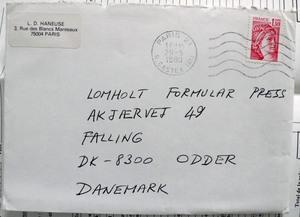 L. D. HANEUSE
3, Rue des Blancs Manteaux
75004 PARIS
PARIS 21
1980
LOMHOLT FORMULAR PRESS
AKJÆRVEJ 49
FALLING
DK-8300 ODDER
DANEMARK